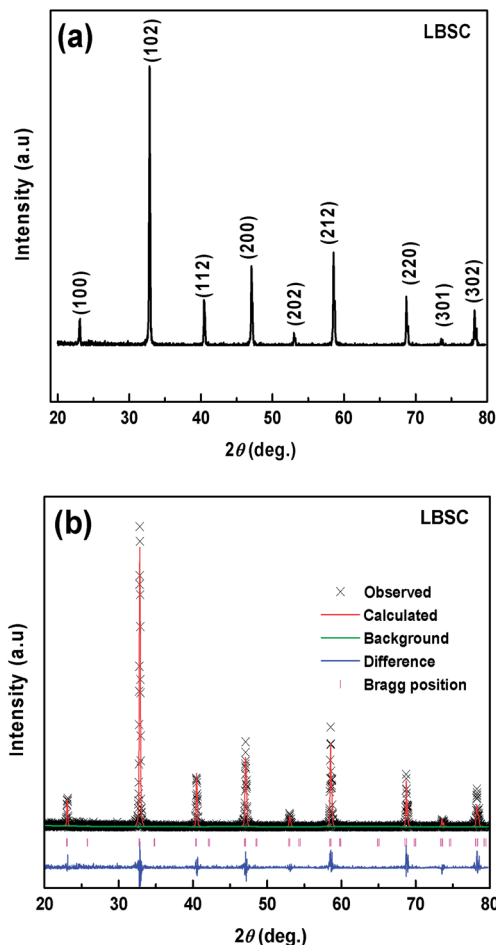 (a)
LBSC
(100)
(102)
(112)
(200)
(202)
(212)
(220)
(301)
(302)
Intensity (a.u)
20 30 40 50 60 70 80
2θ (deg.)
(b)
LBSC
Observed
Calculated
Background
Difference
Bragg position
Intensity (a.u)
20 30 40 50 60 70 80
2θ (deg.)